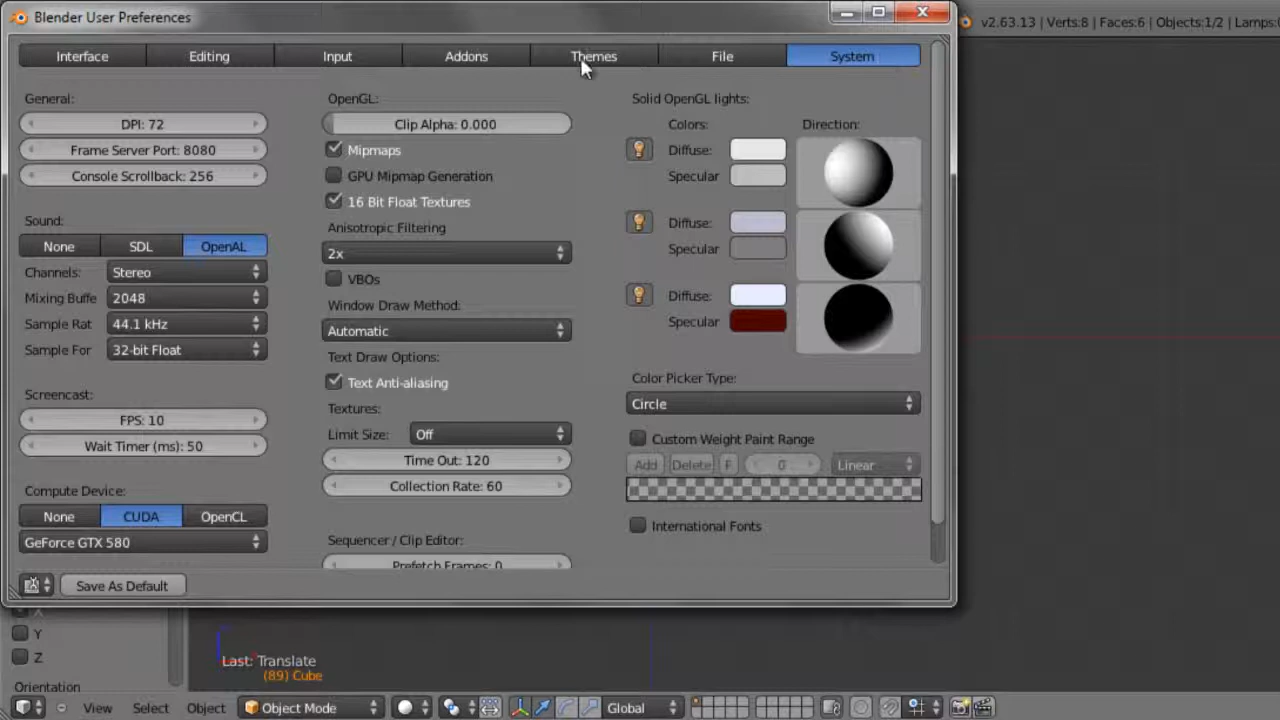 Blender User Preferences
v2.63.13 | Verts:8 | Faces:6 | Objects:1/2 | Lamps:
Interface
Editing
Input
Addons
Themes
File
System
General:
DPI: 72
Frame Server Port: 8080
Console Scrollback: 256
Sound:
None
SDL
OpenAL
Channels:
Stereo
Mixing Buffe
2048
Sample Rat
44.1 kHz
Sample For
32-bit Float
Screencast:
FPS: 10
Wait Timer (ms): 50
Compute Device:
None
CUDA
OpenCL
GeForce GTX 580
OpenGL:
Clip Alpha: 0.000
Mipmaps
GPU Mipmap Generation
16 Bit Float Textures
Anisotropic Filtering
2x
VBOs
Window Draw Method:
Automatic
Text Draw Options:
Text Anti-aliasing
Textures:
Limit Size:
Off
Time Out: 120
Collection Rate: 60
Sequencer / Clip Editor:
Prefetch Frames: 0
Solid OpenGL lights:
Colors:
Direction:
Diffuse:
Specular
Diffuse:
Specular
Diffuse:
Specular
Color Picker Type:
Circle
Custom Weight Paint Range
Add
Delete
F
0
Linear
International Fonts
Save As Default
X
Y
Z
Orientation
Last: Translate
(89) Cube
View
Select
Object
Object Mode
Global